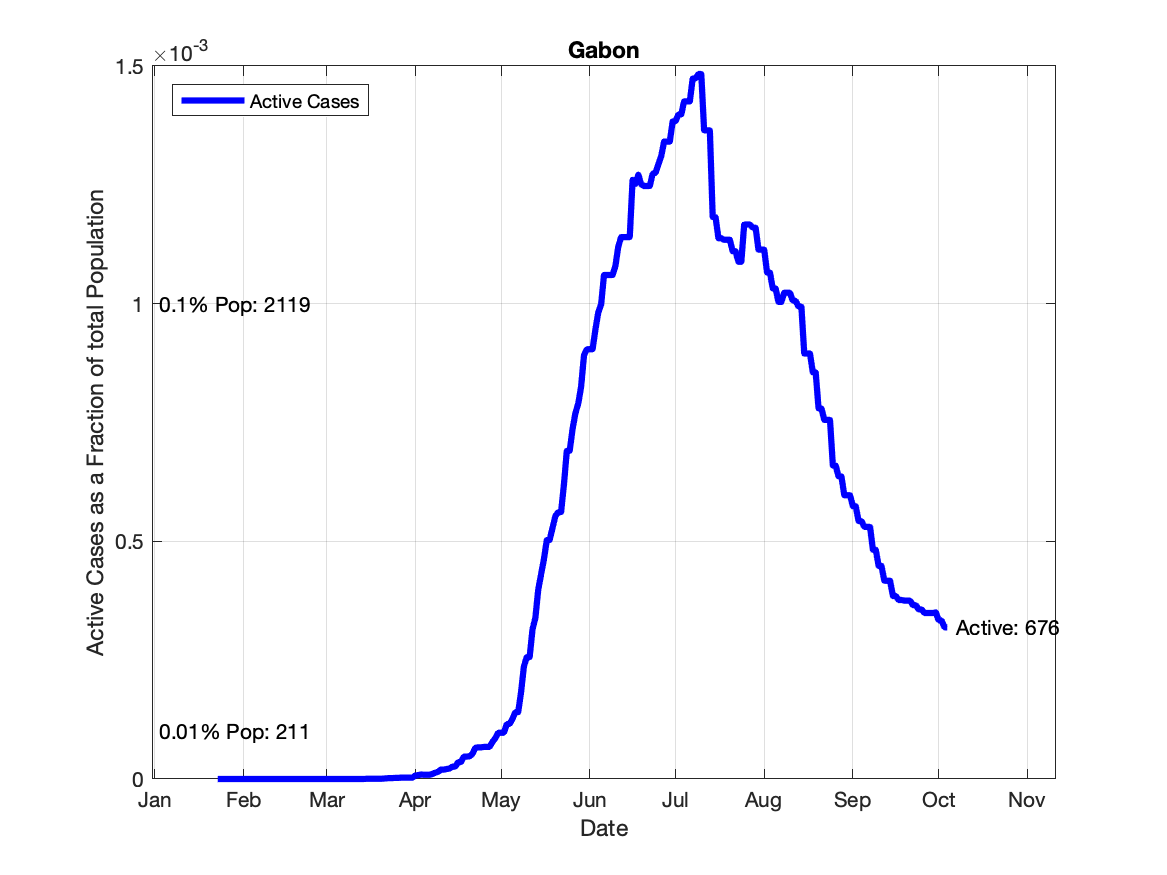 Gabon
×10-3
1.5
Active Cases
Active Cases as a Fraction of total Population
1
0.1% Pop: 2119
0.5
Active: 676
0.01% Pop: 211
0
Jan Feb Mar Apr May Jun Jul Aug Sep Oct Nov
Date